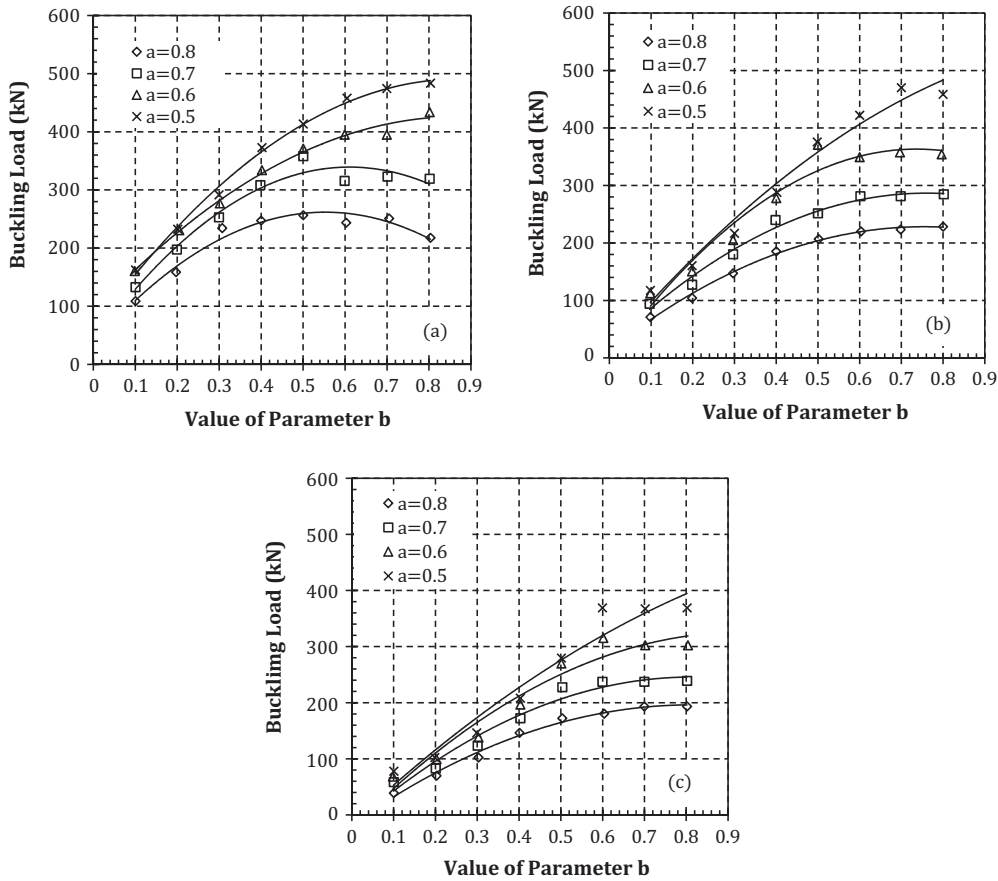 600
500
400
300
200
100
0
Buckling Load (kN)
a=0.8
a=0.7
a=0.6
a=0.5
(a)
0 0.1 0.2 0.3 0.4 0.5 0.6 0.7 0.8 0.9
Value of Parameter b
600
500
400
300
200
100
0
Buckling Load (kN)
a=0.8
a=0.7
a=0.6
a=0.5
(b)
0 0.1 0.2 0.3 0.4 0.5 0.6 0.7 0.8 0.9
Value of Parameter b
600
500
400
300
200
100
0
Buckling Load (kN)
a=0.8
a=0.7
a=0.6
a=0.5
(c)
0 0.1 0.2 0.3 0.4 0.5 0.6 0.7 0.8 0.9
Value of Parameter b